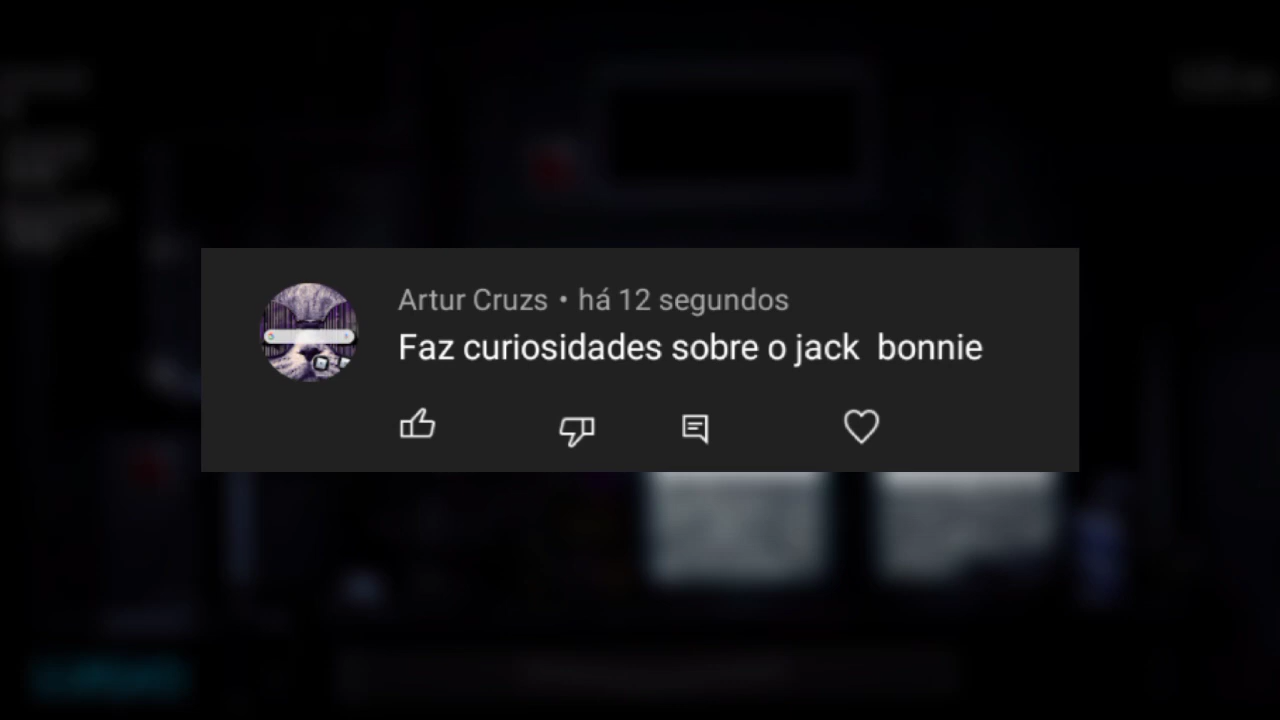 Artur Cruzs • há 12 segundos
Faz curiosidades sobre o jack  bonnie